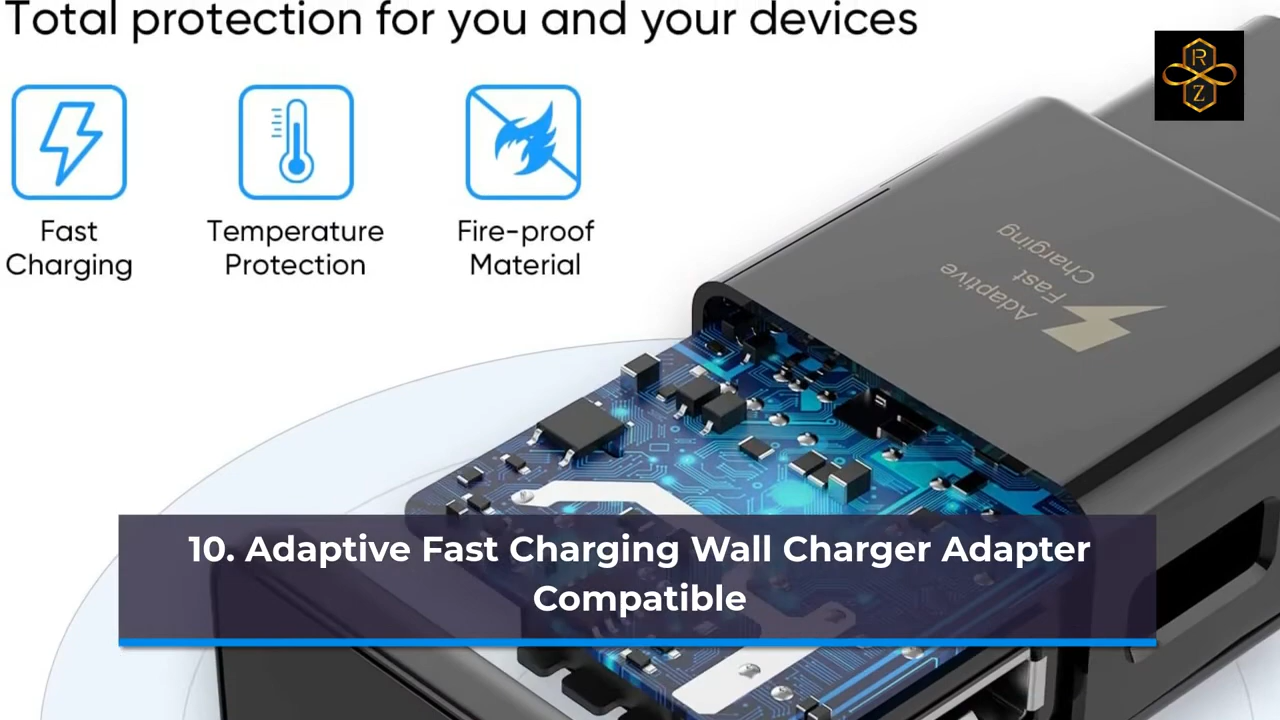 Total protection for you and your devices
R
Z
Fast
Charging
Temperature
Protection
Fire-proof
Material
Adaptive
Fast
Charging
10. Adaptive Fast Charging Wall Charger Adapter
Compatible